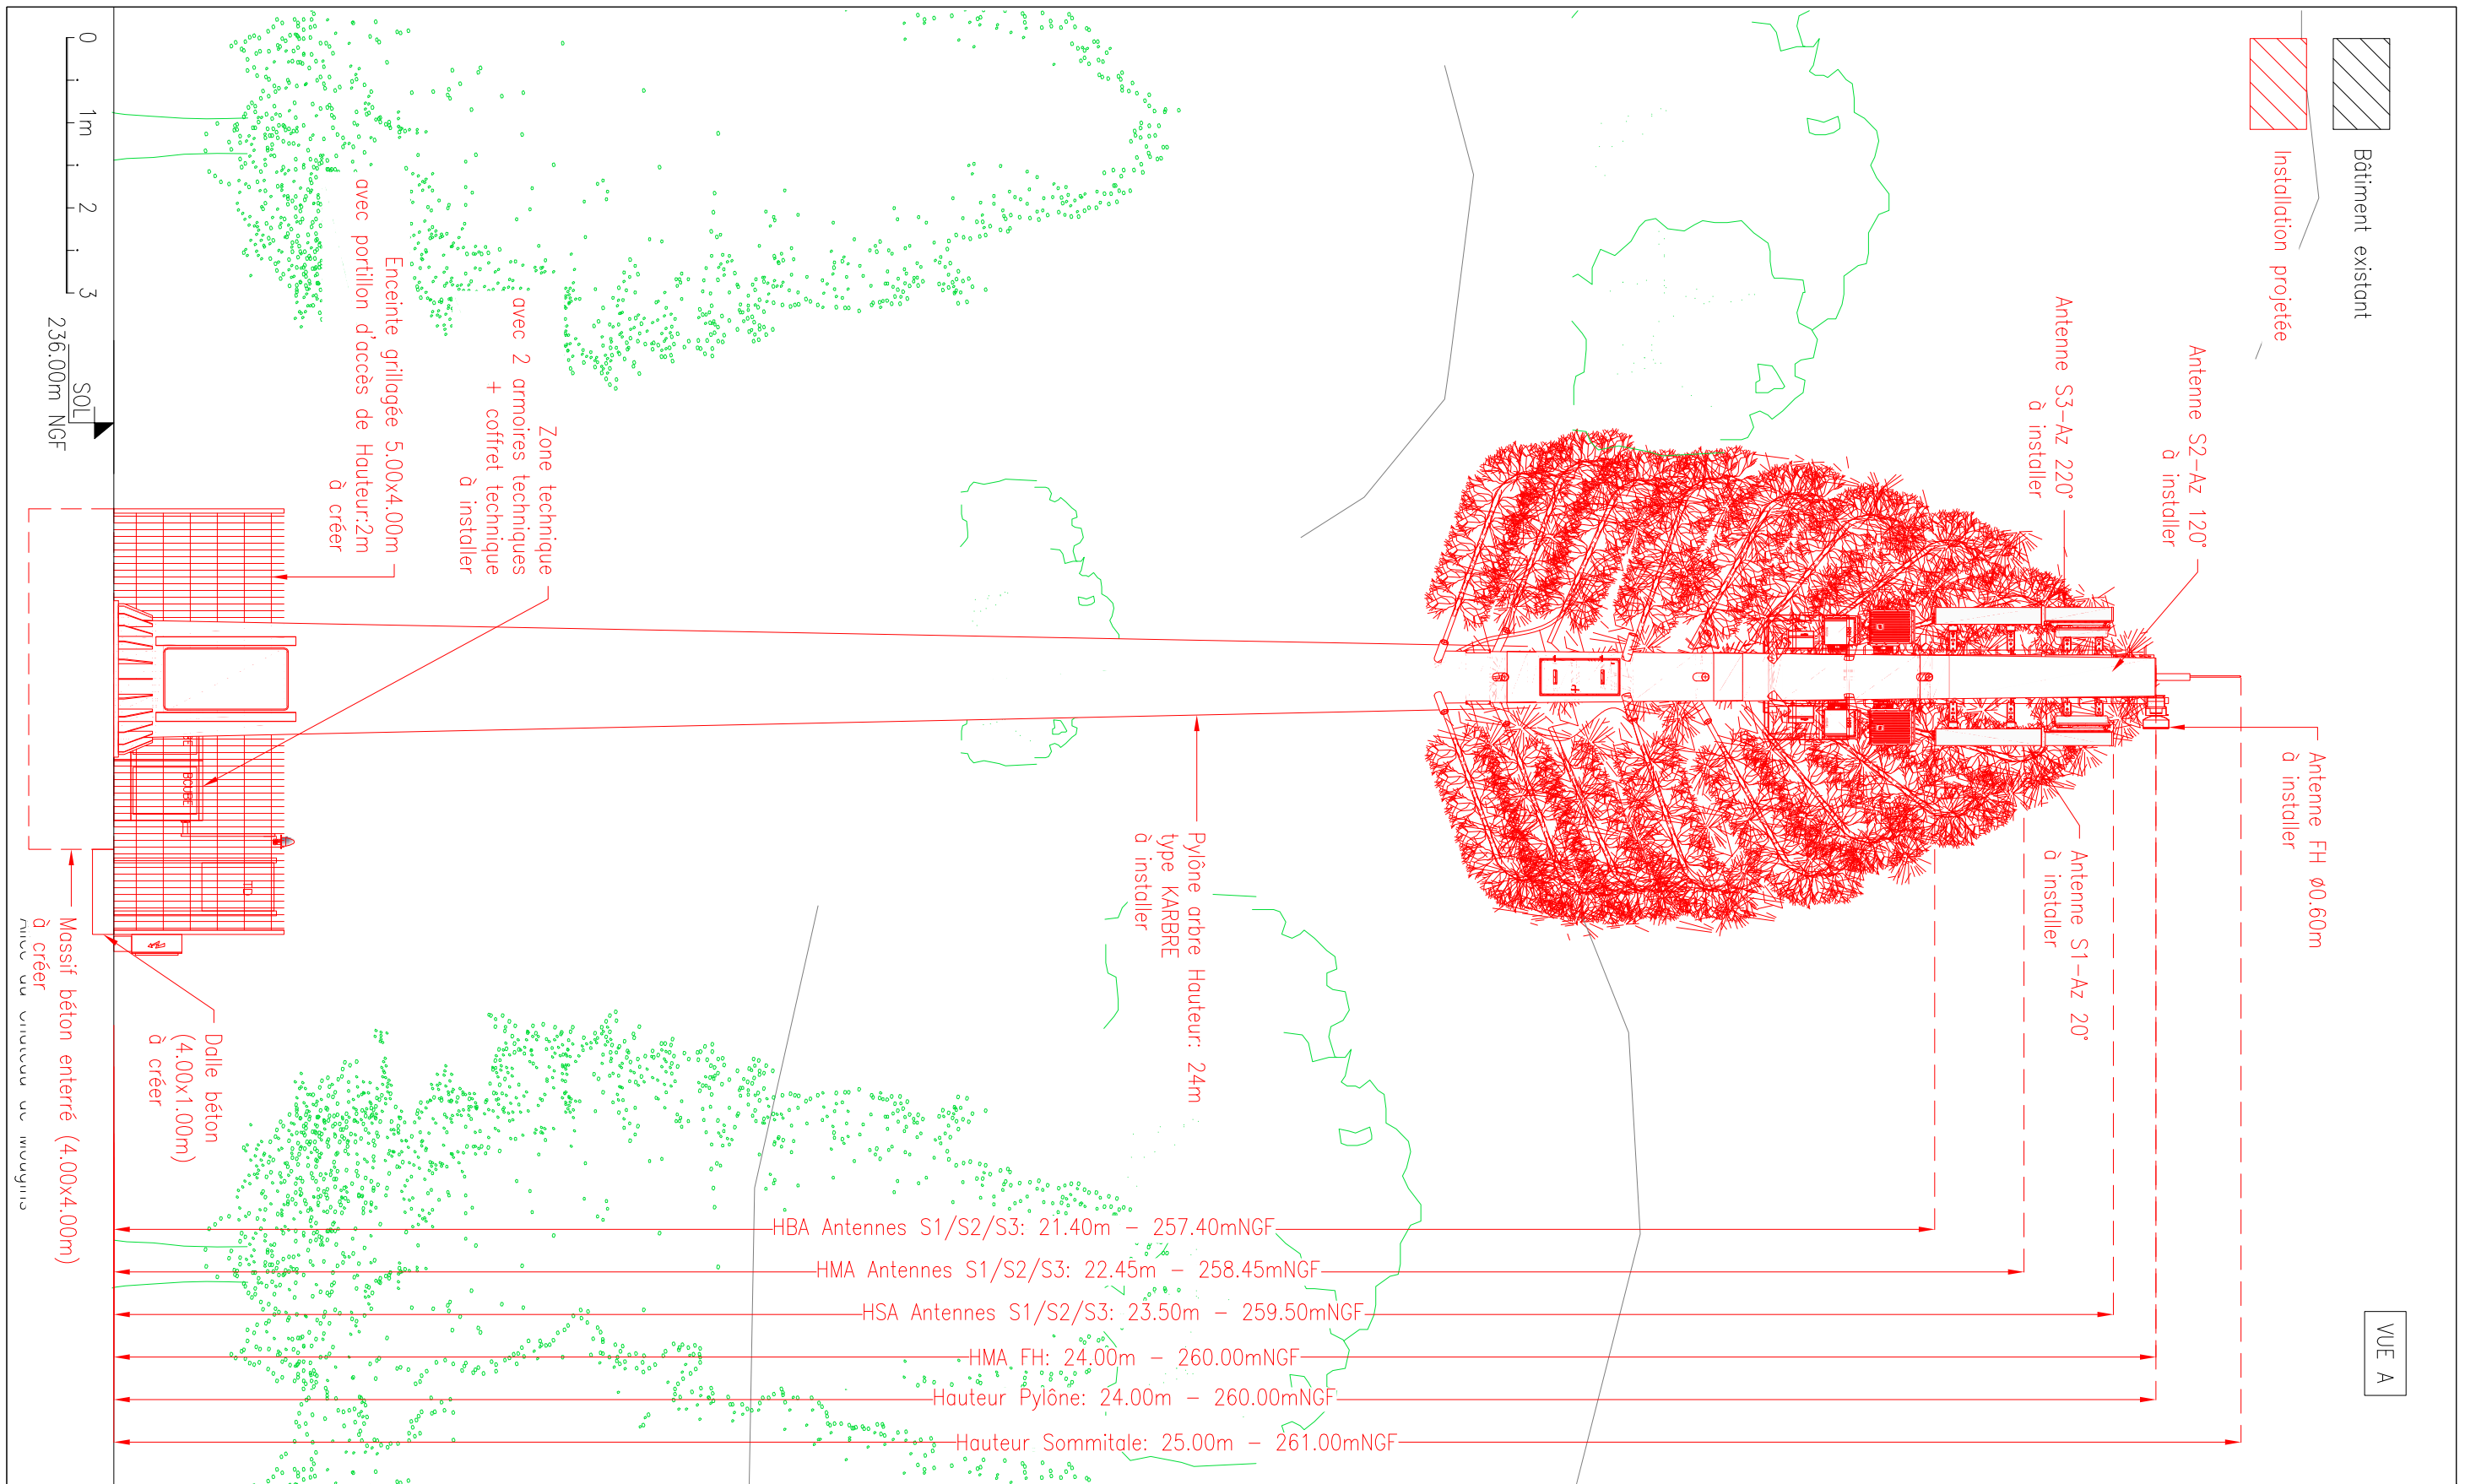 Bâtiment existant
Installation projetée
VUE A
Antenne S2-Az 120°
à installer
Antenne S3-Az 220°
à installer
Antenne FH ø0.60m
à installer
Antenne S1-Az 20°
à installer
Pylône arbre Hauteur: 24m
type KARBRE
à installer
Zone technique
avec 2 armoires techniques
+ coffret technique
à installer
Enceinte grillagée 5.00x4.00m
avec portillon d'accès de Hauteur:2m
à créer
BCUBE
TD
Dalle béton
(4.00x1.00m)
à créer
Massif béton enterré (4.00x4.00m)
à créer
SOL
236.00m NGF
0 1m 2 3
HBA Antennes S1/S2/S3: 21.40m - 257.40mNGF
HMA Antennes S1/S2/S3: 22.45m - 258.45mNGF
HSA Antennes S1/S2/S3: 23.50m - 259.50mNGF
HMA FH: 24.00m - 260.00mNGF
Hauteur Pylône: 24.00m - 260.00mNGF
Hauteur Sommitale: 25.00m - 261.00mNGF